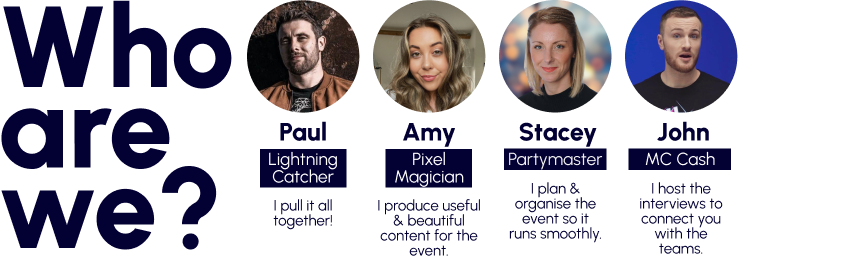 Who
are
we?
Paul
Lightning
Catcher
I pull it all
together!
Amy
Pixel
Magician
I produce useful
& beautiful
content for the
event.
Stacey
Partymaster
I plan &
organise the
event so it
runs smoothly.
John
MC Cash
I host the
interviews to
connect you
with the
teams.